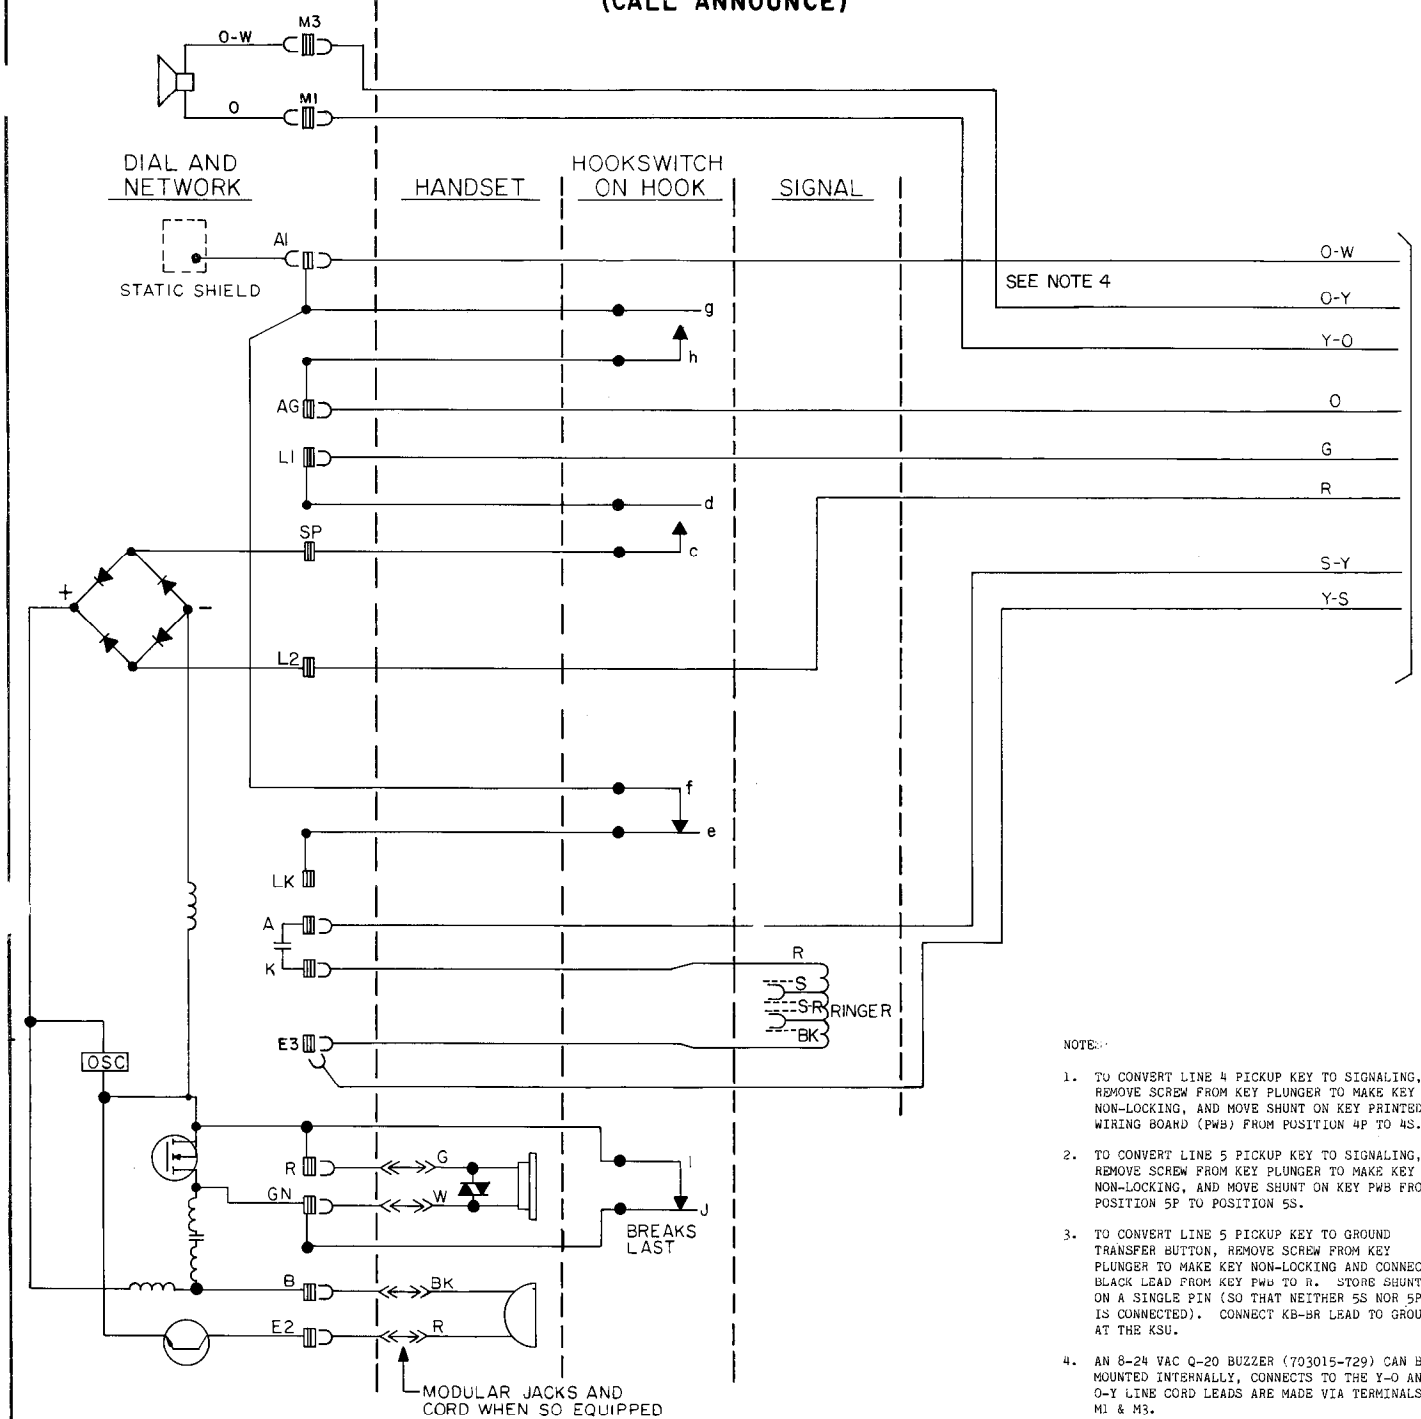 (CALL ANNOUNCE)
M3
O-W
M1
O
DIAL AND
NETWORK
HANDSET
HOOKSWITCH
ON HOOK
SIGNAL
A1
STATIC SHIELD
O-W
SEE NOTE 4
g
O-Y
h
Y-O
AG
O
L1
G
R
d
SP
c
S-Y
+
-
Y-S
L2
f
e
LK
A
K
R
S
S-R
RINGER
BK
E3
OSC
R
G
I
GN
W
J
BREAKS
LAST
B
BK
E2
R
MODULAR JACKS AND
CORD WHEN SO EQUIPPED
1. TO CONVERT LINE 4 PICKUP KEY TO SIGNALING,
REMOVE SCREW FROM KEY PLUNGER TO MAKE KEY
NON-LOCKING, AND MOVE SHUNT ON KEY PRINTED
WIRING BOARD (PWB) FROM POSITION 4P TO 4S.
2. TO CONVERT LINE 5 PICKUP KEY TO SIGNALING,
REMOVE SCREW FROM KEY PLUNGER TO MAKE KEY
NON-LOCKING, AND MOVE SHUNT ON KEY PWB FRO
POSITION 5P TO POSITION 5S.
3. TO CONVERT LINE 5 PICKUP KEY TO GROUND
TRANSFER BUTTON, REMOVE SCREW FROM KEY
PLUNGER TO MAKE KEY NON-LOCKING AND CONNEC
BLACK LEAD FROM KEY PWB TO R. STORE SHUNT
ON A SINGLE PIN (SO THAT NEITHER 5S NOR 5P
IS CONNECTED). CONNECT KB-BR LEAD TO GROU
AT THE KSU.
4. AN 8-24 VAC Q-20 BUZZER (703015-729) CAN B
MOUNTED INTERNALLY, CONNECTS TO THE Y-O AN
O-Y LINE CORD LEADS ARE MADE VIA TERMINALS
M1 & M3.